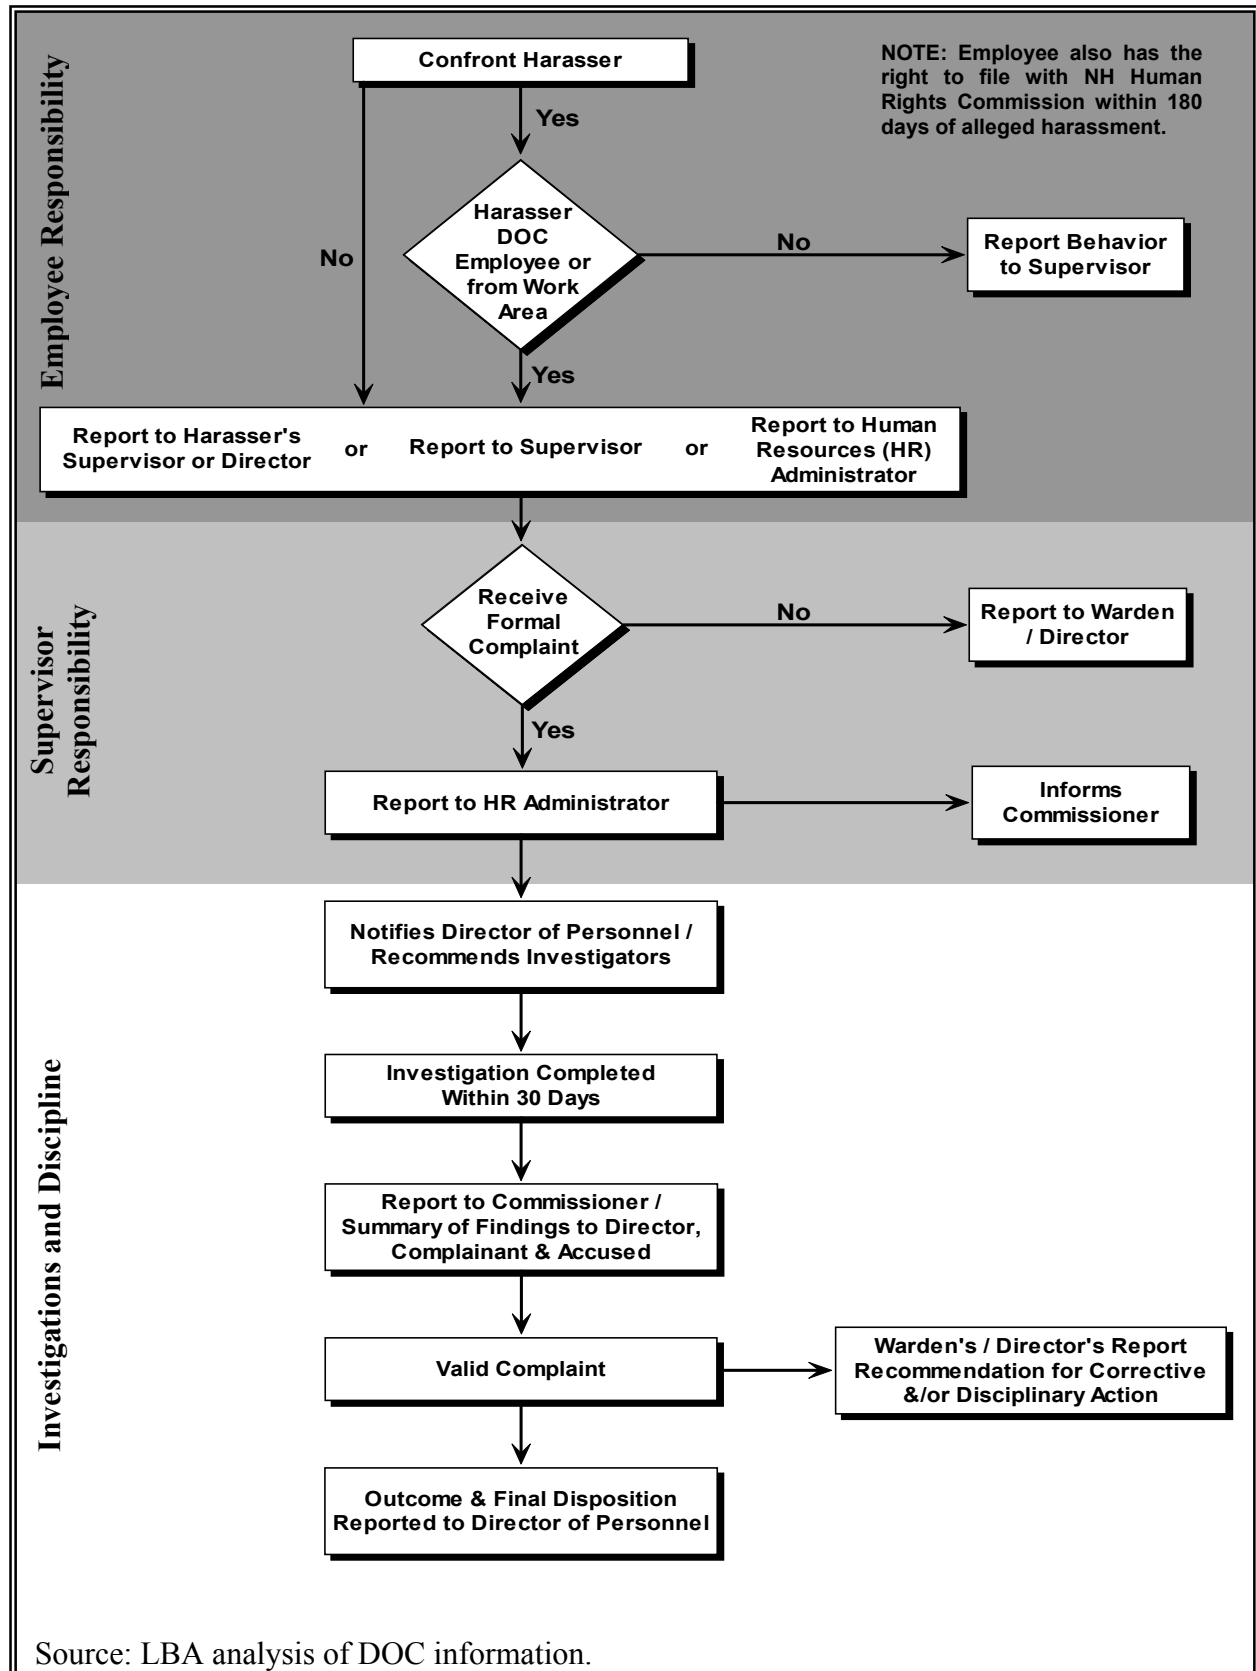 Employee Responsibility
Confront Harasser
NOTE: Employee also has the
right to file with NH Human
Rights Commission within 180
days of alleged harassment.
Yes
No
Harasser
DOC
Employee or
from Work
Area
No
Report Behavior
to Supervisor
Yes
Report to Harasser's
Supervisor or Director
or
Report to Supervisor
or
Report to Human
Resources (HR)
Administrator
Supervisor
Responsibility
Receive
Formal
Complaint
No
Report to Warden
/ Director
Yes
Report to HR Administrator
Informs
Commissioner
Investigations and Discipline
Notifies Director of Personnel /
Recommends Investigators
Investigation Completed
Within 30 Days
Report to Commissioner /
Summary of Findings to Director,
Complainant & Accused
Valid Complaint
Warden's / Director's Report
Recommendation for Corrective
&/or Disciplinary Action
Outcome & Final Disposition
Reported to Director of Personnel
Source: LBA analysis of DOC information.